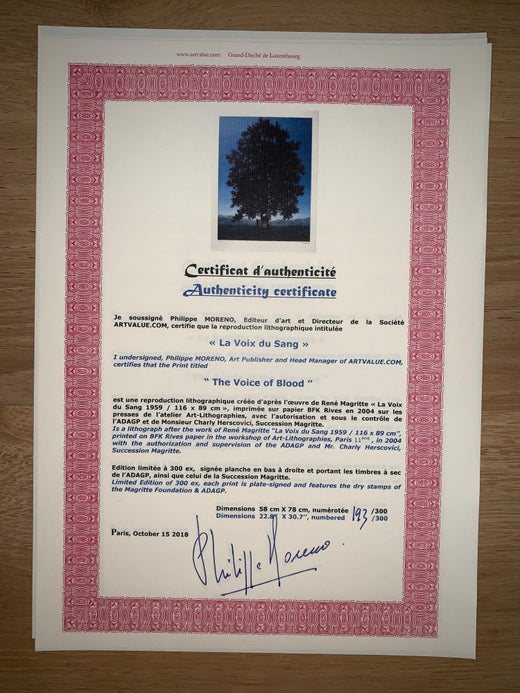 www.artvalue.com Grand-Duché de Luxembourg
Certificat d'authenticité
Authenticity certificate
Je soussigné Philippe MORENO, Editeur d'art et Directeur de la Société
ARTVALUE.COM, certifie que la reproduction lithographique intitulée
« La Voix du Sang »
I undersigned, Philippe MORENO, Art Publisher and Head Manager of ARTVALUE.COM,
certifies that the Print titled
" The Voice of Blood "
est une reproduction lithographique créée d'après l'œuvre de René Magritte « La Voix
du Sang 1959 / 116 x 89 cm », imprimée sur papier BFK Rives en 2004 sur les
presses de l'atelier Art-Lithographies, avec l'autorisation et sous le contrôle de
l'ADAGP et de Monsieur Charly Herscovici, Succession Magritte.
Is a lithograph after the work of René Magritte "La Voix du Sang 1959 / 116 x 89 cm",
printed on BFK Rives paper in the workshop of Art-Lithographies, Paris 11ème, in 2004
with the authorization and supervision of the ADAGP and Mr. Charly Herscovici,
Succession Magritte.
Edition limitée à 300 ex, signée planche en bas à droite et portant les timbres à sec
de l'ADAGP, ainsi que celui de la Succession Magritte.
Limited Edition of 300 ex, each print is plate-signed and features the dry stamps of
the Magritte Foundation & ADAGP.
Dimensions 58 cm X 78 cm, numérotée 193 /300
Dimensions 22.8" X 30.7", numbered /300
Paris, October 15 2018
Philippe Moreno